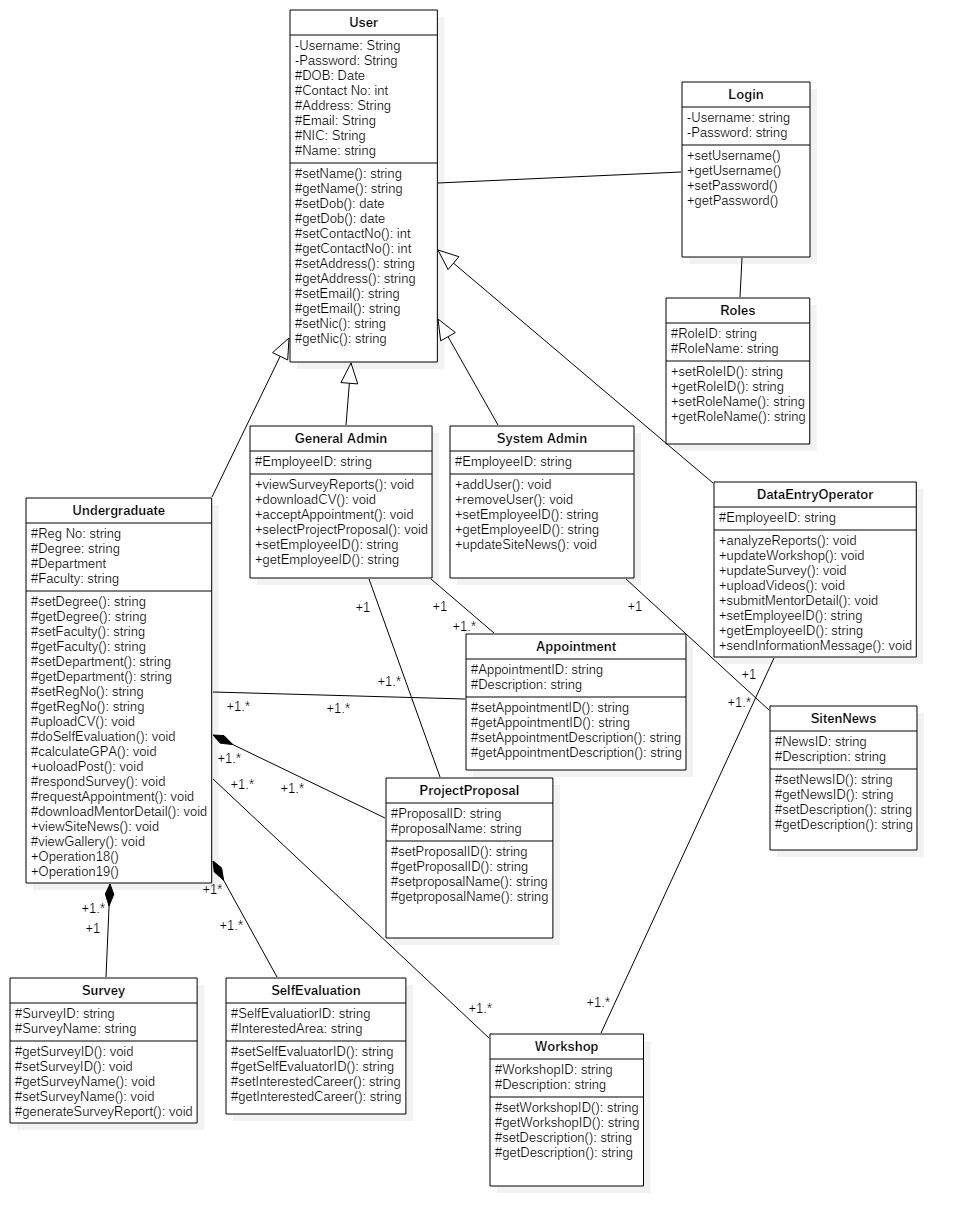 User
-Username: String
-Password: String
#DOB: Date
#Contact No: int
#Address: String
#Email: String
#NIC: String
#Name: string
#setName(): string
#getName(): string
#setDob(): date
#getDob(): date
#setContactNo(): int
#getContactNo(): int
#setAddress(): string
#getAddress(): string
#setEmail(): string
#getEmail(): string
#setNic(): string
#getNic(): string
Login
-Username: string
-Password: string
+setUsername()
+getUsername()
+setPassword()
+getPassword()
Roles
#RoleID: string
#RoleName: string
+setRoleID(): string
+getRoleID(): string
+setRoleName(): string
+getRoleName(): string
General Admin
#EmployeeID: string
+viewSurveyReports(): void
+downloadCV(): void
+acceptAppointment(): void
+selectProjectProposal(): void
+setEmployeeID(): string
+getEmployeeID(): string
System Admin
#EmployeeID: string
+addUser(): void
+removeUser(): void
+setEmployeeID(): string
+getEmployeeID(): string
+updateSiteNews(): void
DataEntryOperator
#EmployeeID: string
+analyzeReports(): void
+updateWorkshop(): void
+updateSurvey(): void
+uploadVideos(): void
+submitMentorDetail(): void
+setEmployeeID(): string
+getEmployeeID(): string
+sendInformationMessage(): void
Undergraduate
#Reg No: string
#Degree: string
#Department
#Faculty: string
#setDegree(): string
#getDegree(): string
#setFaculty(): string
#getFaculty(): string
#setDepartment(): string
#getDepartment(): string
#setRegNo(): string
#getRegNo(): string
#uploadCV(): void
#doSelfEvaluation(): void
#calculateGPA(): void
#uoloadPost(): void
#respondSurvey(): void
#requestAppointment(): void
#downloadMentorDetail(): void
+viewSiteNews(): void
#viewGallery(): void
+Operation18()
+Operation19()
+1
+1
+1.*
+1
+1.*
+1.*
+1.*
Appointment
#AppointmentID: string
#Description: string
#setAppointmentID(): string
#getAppointmentID(): string
#setAppointmentDescription(): string
#getAppointmentDescription(): string
+1
+1.*
SitenNews
#NewsID: string
#Description: string
#setNewsID(): string
#getNewsID(): string
#setDescription(): string
#getDescription(): string
+1.*
+1.*
+1.*
ProjectProposal
#ProposalID: string
#proposalName: string
#setProposalID(): string
#getProposalID(): string
#setproposalName(): string
#getproposalName(): string
+1.*
+1
+1*
+1.*
+1.*
+1.*
Survey
#SurveyID: string
#SurveyName: string
#getSurveyID(): void
#setSurveyID(): void
#getSurveyName(): void
#setSurveyName(): void
#generateSurveyReport(): void
SelfEvaluation
#SelfEvaluatiorID: string
#InterestedArea: string
#setSelfEvaluatorID(): string
#getSelfEvaluatorID(): string
#setInterestedCareer(): string
#getInterestedCareer(): string
Workshop
#WorkshopID: string
#Description: string
#setWorkshopID(): string
#getWorkshopID(): string
#setDescription(): string
#getDescription(): string